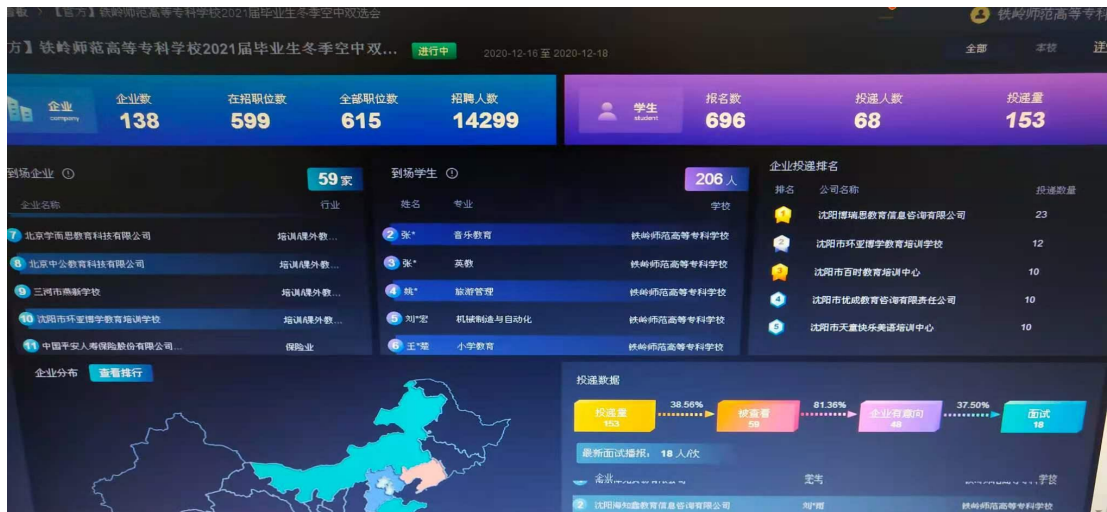 【官方】铁岭师范高等专科学校2021届毕业生冬季空中双选会
铁岭师范高等专科
方】铁岭师范高等专科学校2021届毕业生冬季空中双... 进行中 2020-12-16 至 2020-12-18 全部 本校 详
企业 company 企业数 138 在招职位数 599 全部职位数 615 招聘人数 14299
学生 student 报名数 696 投递人数 68 投递量 153
到场企业 59 家
企业名称 行业
7 北京学而思教育科技有限公司 培训/课外教...
8 北京中公教育科技有限公司 培训/课外教...
9 三河市燕新学校 培训/课外教...
10 沈阳市环亚博学教育培训学校 培训/课外教...
11 中国平安人寿保险股份有限公司... 保险业
到场学生 206 人
姓名 专业 学校
2 张* 音乐教育 铁岭师范高等专科学校
3 张* 英教 铁岭师范高等专科学校
4 姚* 旅游管理 铁岭师范高等专科学校
5 刘*宏 机械制造与自动化 铁岭师范高等专科学校
6 王*楚 小学教育 铁岭师范高等专科学校
企业投递排名
排名 公司名称 投递数量
1 沈阳博瑞思教育信息咨询有限公司 23
2 沈阳市环亚博学教育培训学校 12
3 沈阳市百时教育培训中心 10
4 沈阳市优成教育咨询有限责任公司 10
5 沈阳市天童快乐美语培训中心 10
企业分布 查看排行
投递数据
投递量 153 38.56% 被查看 59 81.36% 企业有意向 48 37.50% 面试 18
最新面试播报： 18 人/次
企业 学生 学校
2 沈阳海知鑫教育信息咨询有限公司 刘*雨 铁岭师范高等专科学校